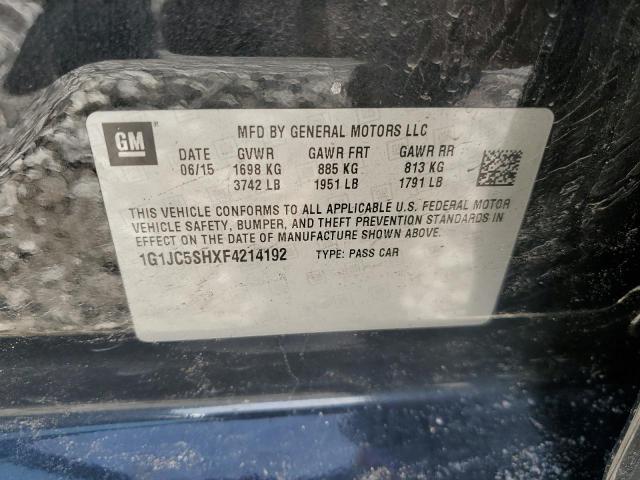 GM
MFD BY GENERAL MOTORS LLC
DATE GVWR GAWR FRT GAWR RR
06/15 1698 KG 885 KG 813 KG
3742 LB 1951 LB 1791 LB
THIS VEHICLE CONFORMS TO ALL APPLICABLE U.S. FEDERAL MOTOR
VEHICLE SAFETY, BUMPER, AND THEFT PREVENTION STANDARDS IN
EFFECT ON THE DATE OF MANUFACTURE SHOWN ABOVE.
1G1JC5SHXF4214192 TYPE: PASS CAR